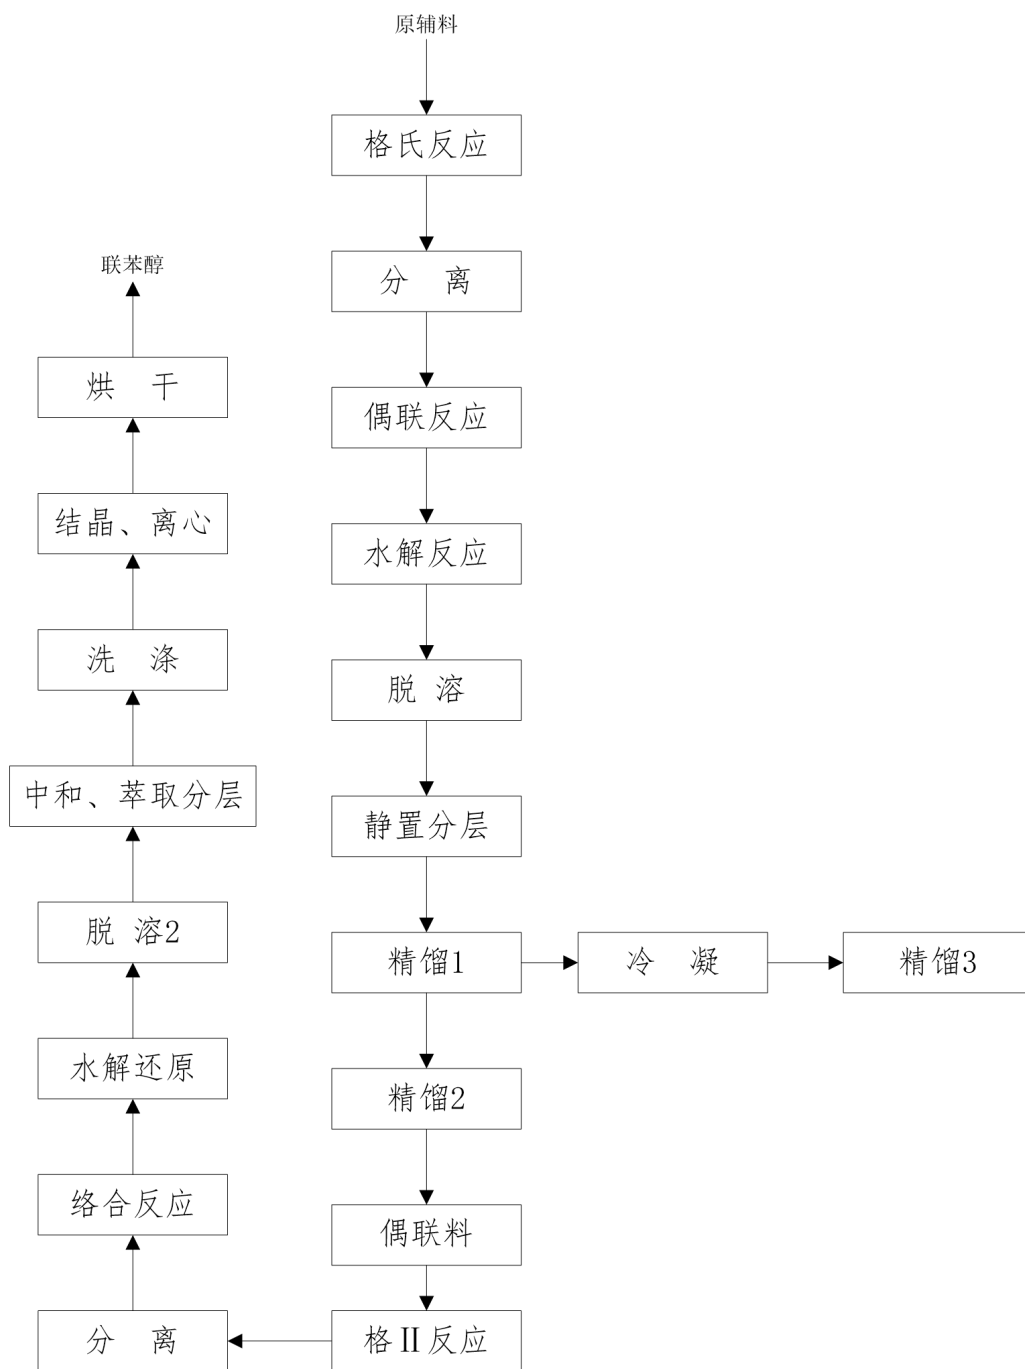 原辅料
格氏反应
分 离
偶联反应
水解反应
脱 溶
静置分层
精馏1
冷 凝
精馏3
精馏2
偶联料
格Ⅱ反应
分 离
络合反应
水解还原
脱 溶2
中和、萃取分层
洗 涤
结晶、离心
烘 干
联苯醇